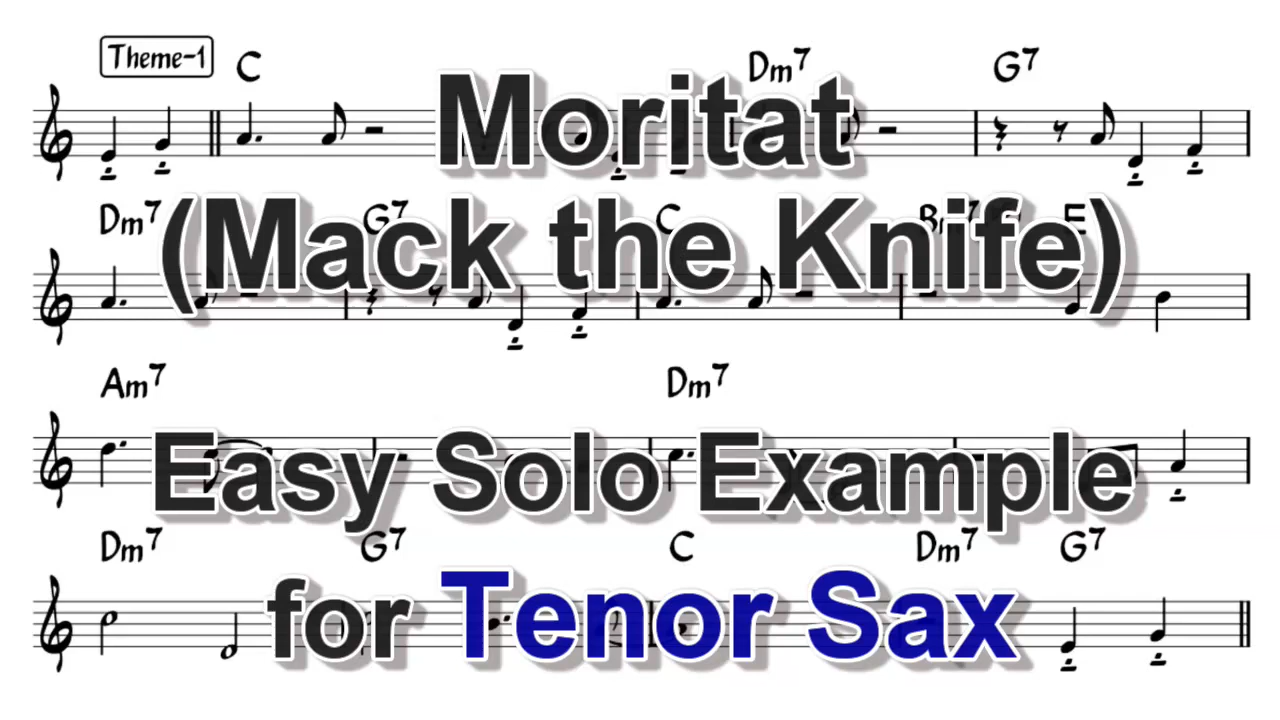 Theme-1 C Dm7 G7
Moritat
Dm7 G7 C E
(Mack the Knife)
Am7 Dm7
Easy Solo Example
Dm7 G7 C Dm7 G7
for Tenor Sax